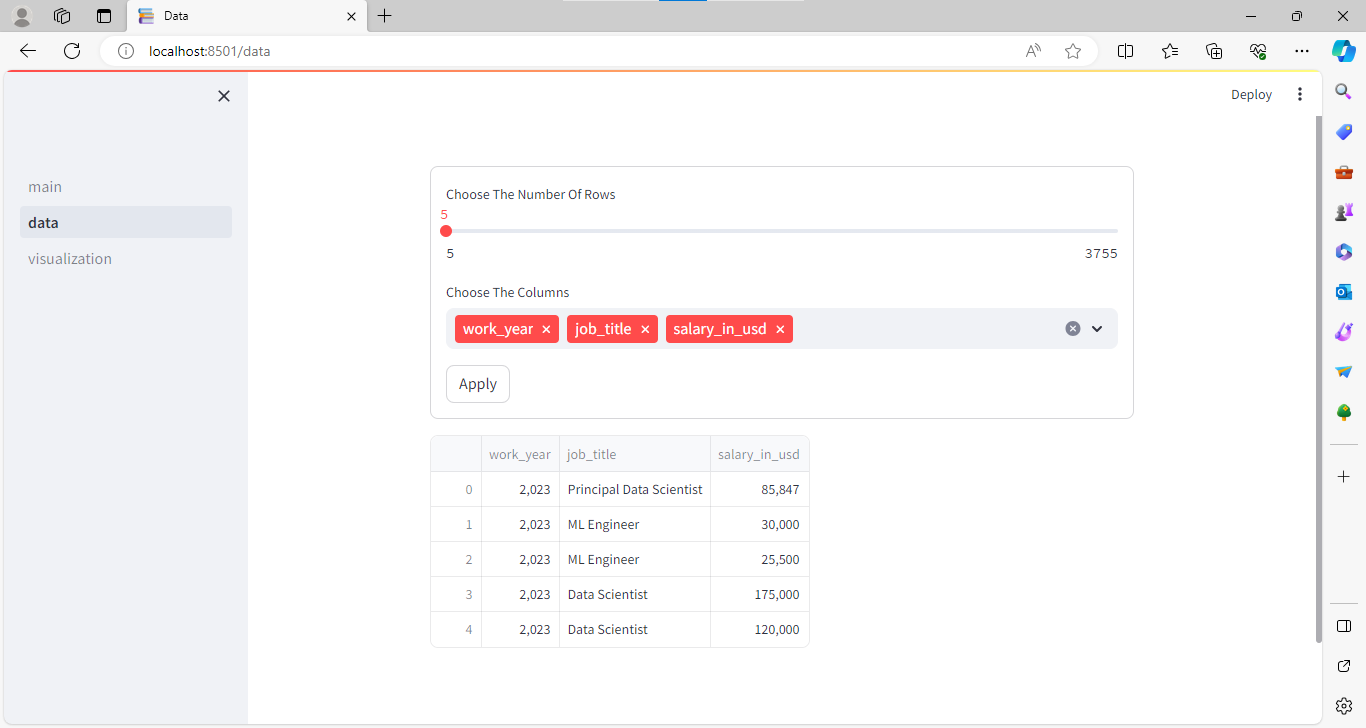 Data
localhost:8501/data
Deploy
main
data
visualization
Choose The Number Of Rows
5
5 3755
Choose The Columns
work_year job_title salary_in_usd
Apply
work_year job_title salary_in_usd
0 2,023 Principal Data Scientist 85,847
1 2,023 ML Engineer 30,000
2 2,023 ML Engineer 25,500
3 2,023 Data Scientist 175,000
4 2,023 Data Scientist 120,000